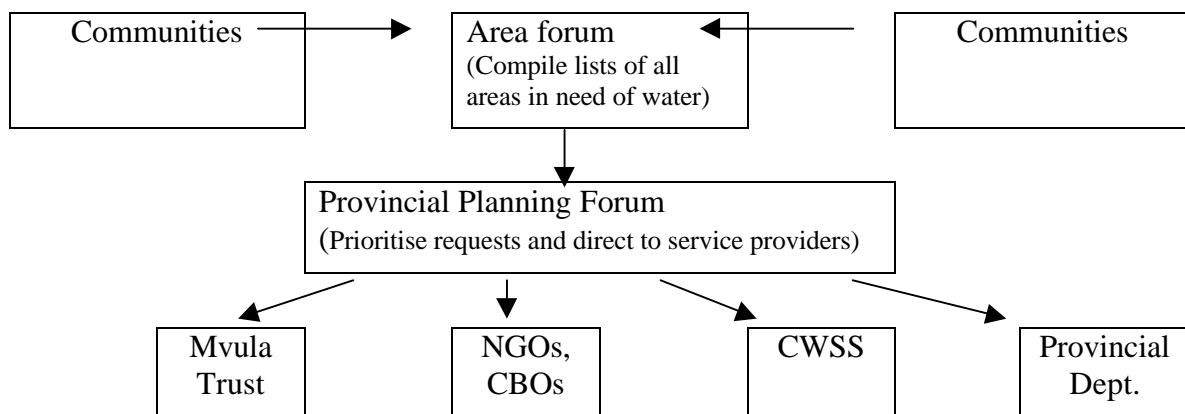 Communities
Area forum
(Compile lists of all
areas in need of water)
Communities
Provincial Planning Forum
(Prioritise requests and direct to service providers)
Mvula
Trust
NGOs,
CBOs
CWSS
Provincial
Dept.